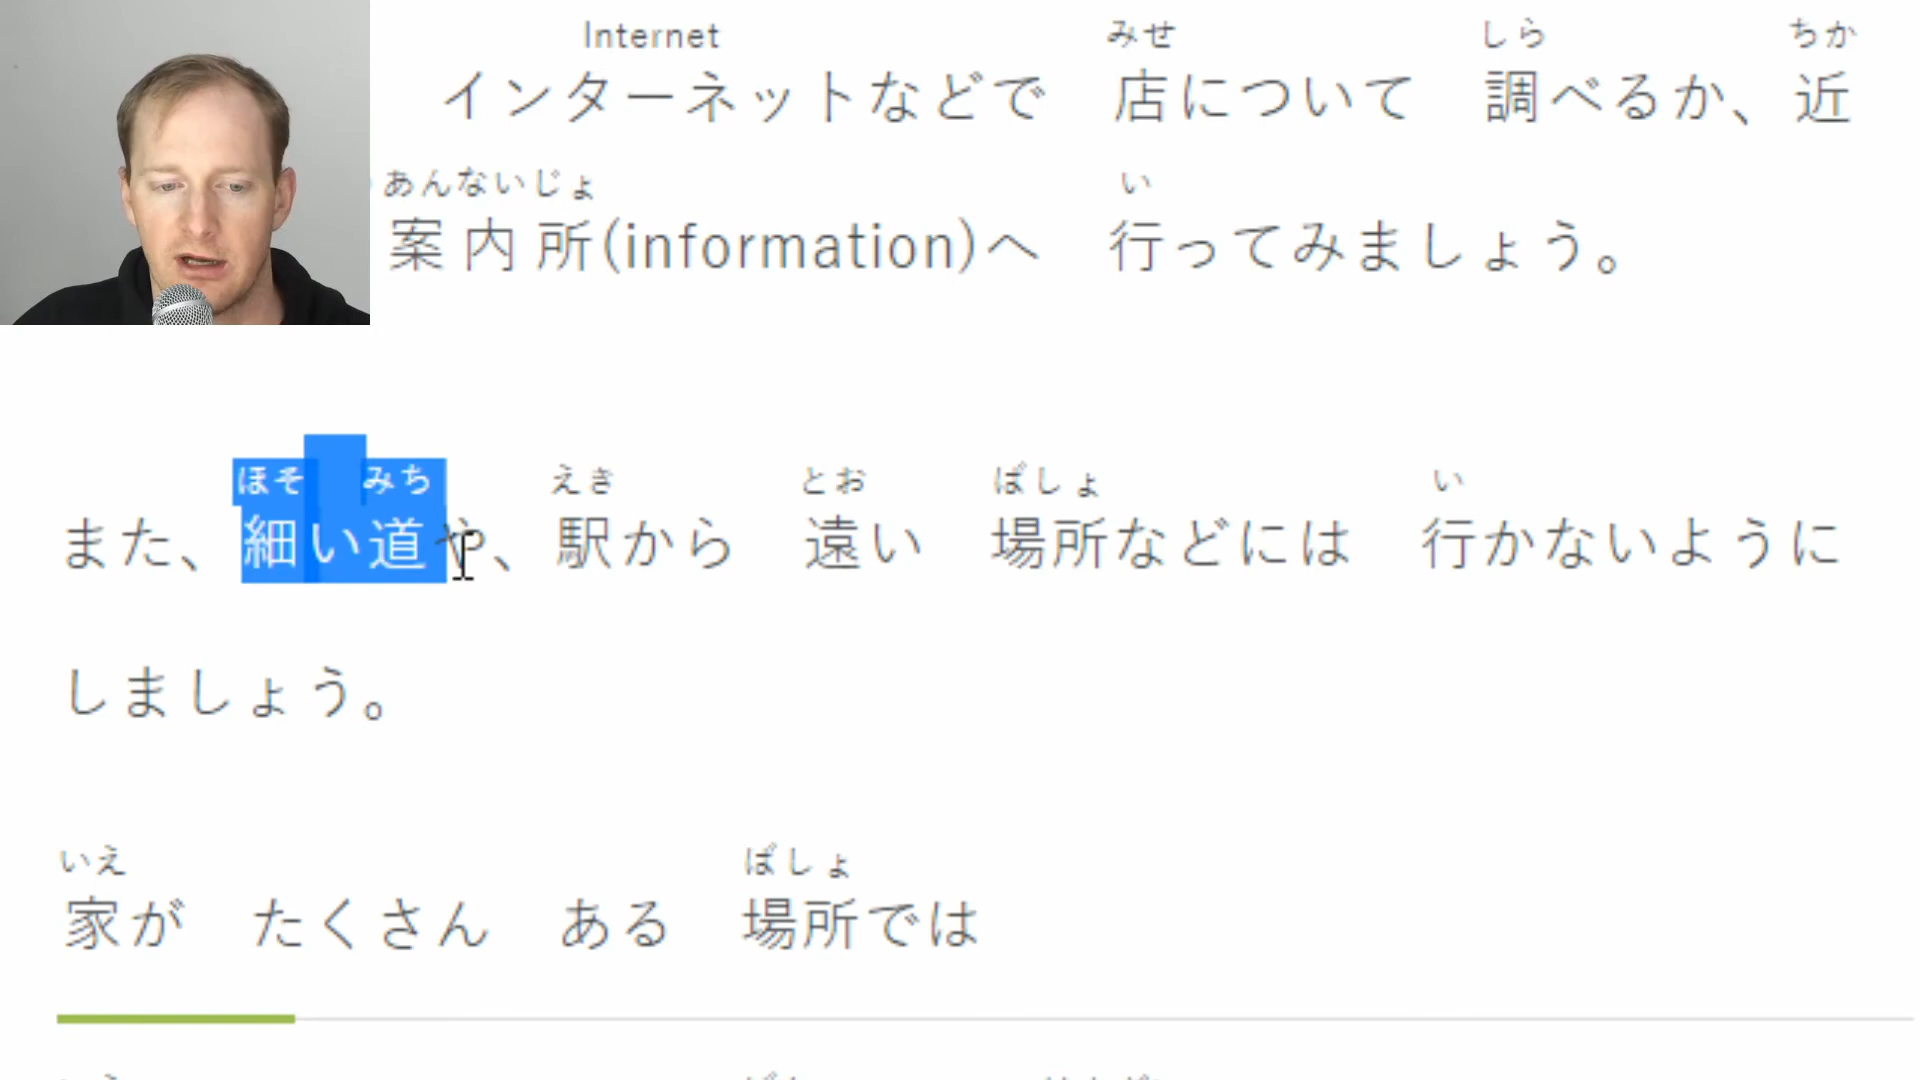 Internet みせ しら ちか
インターネットなどで 店について 調べるか、近
あんないじょ い
案内所(information)へ 行ってみましょう。
ほそ みち えき とお ばしょ い
また、細い道や、駅から 遠い 場所などには 行かないように
しましょう。
いえ ばしょ
家が たくさん ある 場所では